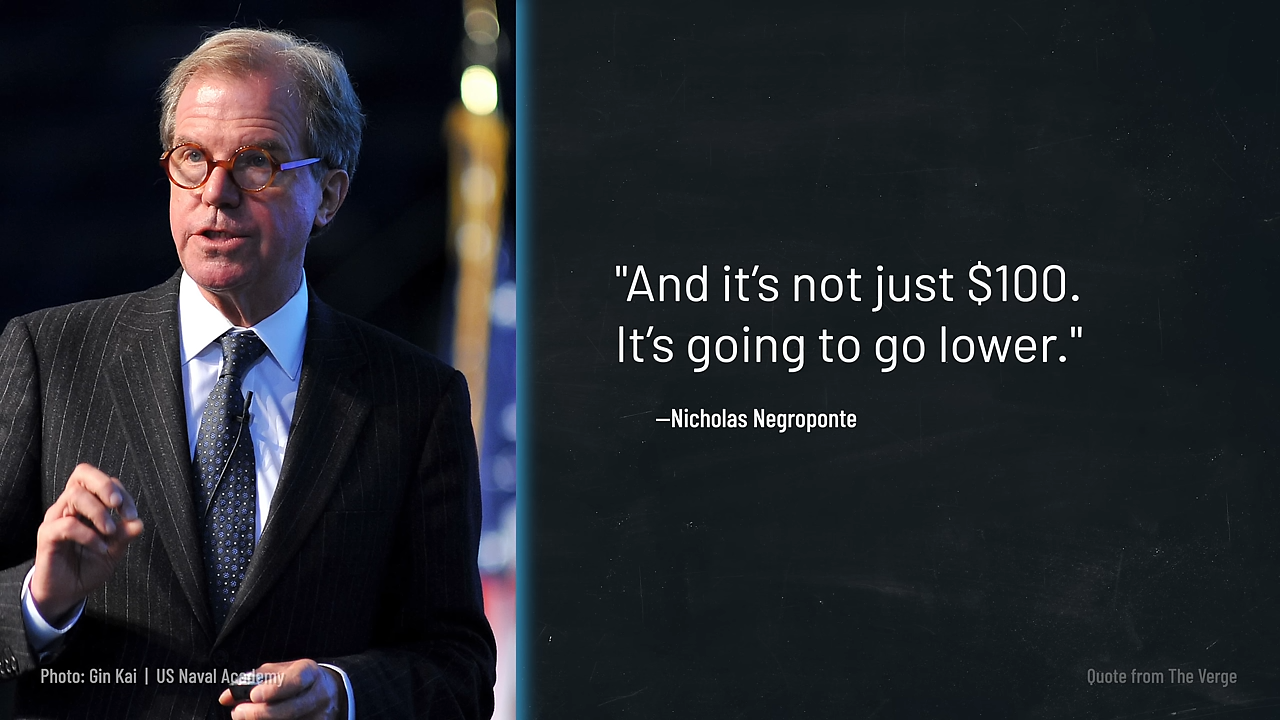 "And it’s not just $100.
It’s going to go lower."
—Nicholas Negroponte
Photo: Gin Kai | US Naval Academy
Quote from The Verge